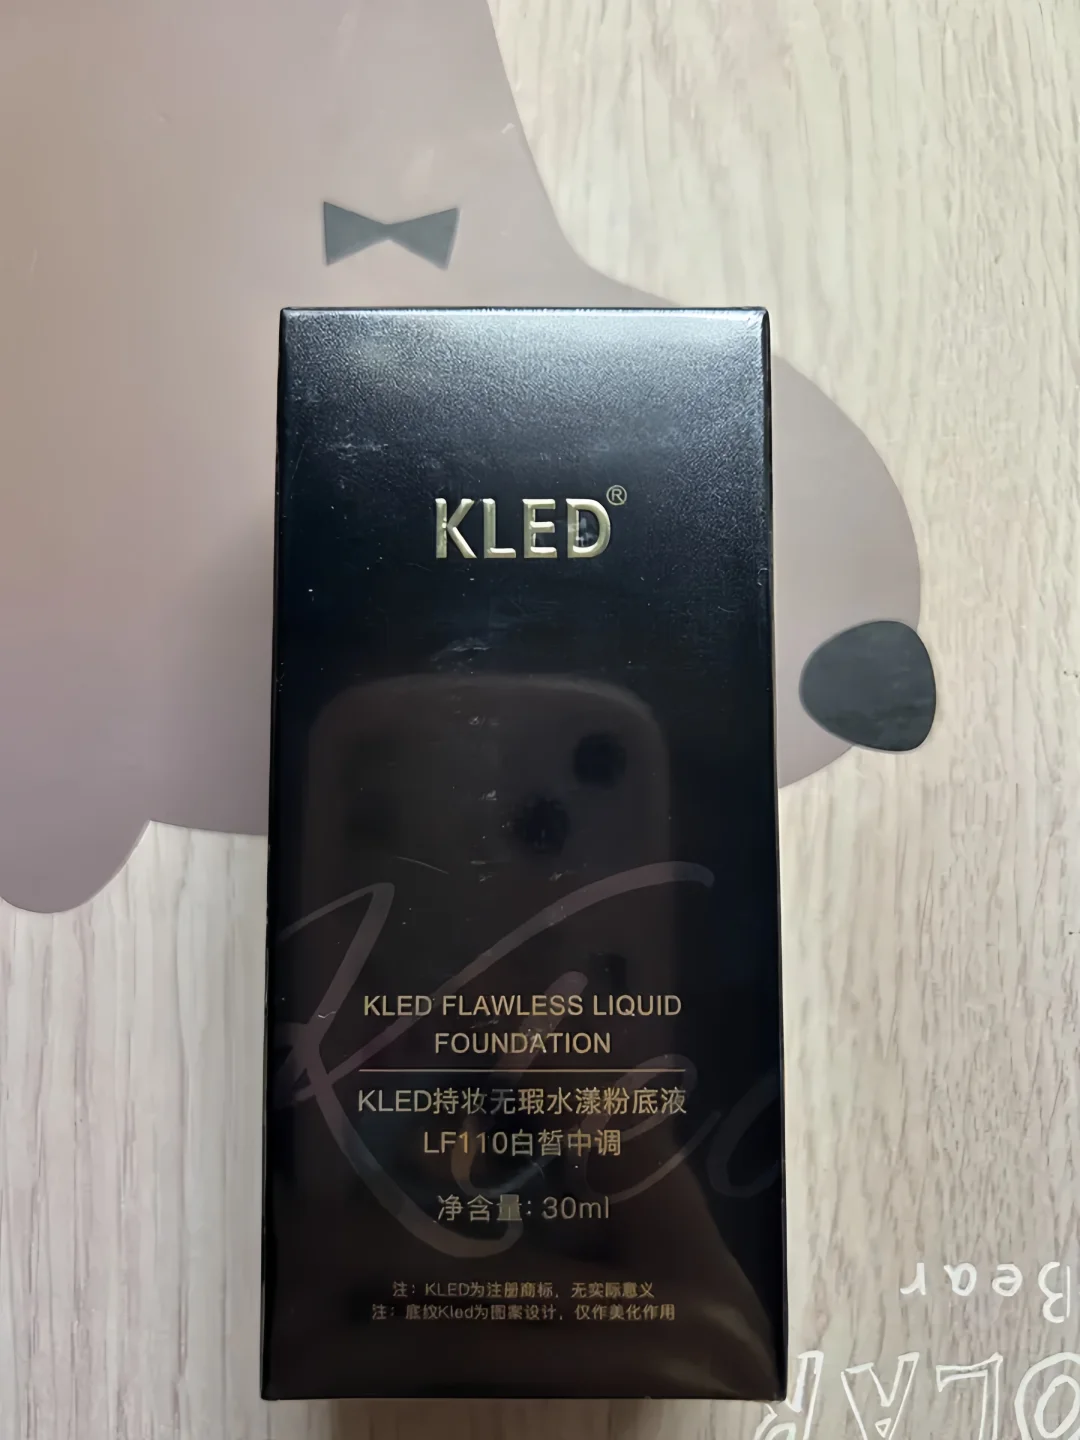 KLED®
KLED FLAWLESS LIQUID
FOUNDATION
KLED持妆无瑕水漾粉底液
LF110白皙中调
净含量: 30ml
注：KLED为注册商标，无实际意义
注：底纹Kled为图案设计，仅作美化作用
Kled
Bear
OLAR